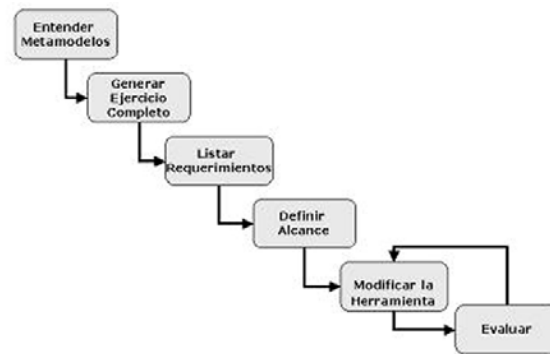 Entender
Metamodelos
Generar
Ejercicio
Completo
Listar
Requerimientos
Definir
Alcance
Modificar la
Herramienta
Evaluar